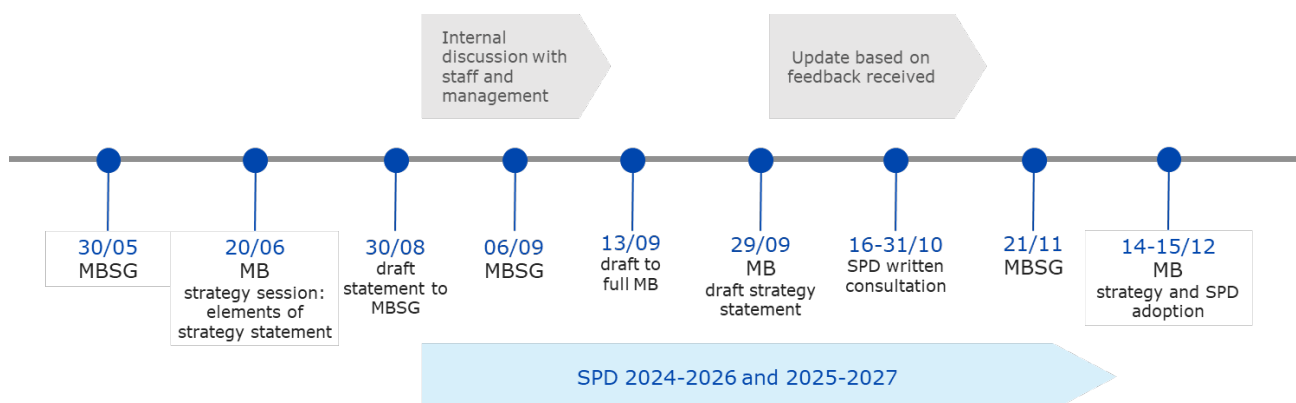 Internal
discussion with
staff and
management
Update based on
feedback received
30/05
MBSG
20/06
MB
strategy session:
elements of
strategy statement
30/08
draft
statement to
MBSG
06/09
MBSG
13/09
draft to
full MB
29/09
MB
draft strategy
statement
16-31/10
SPD written
consultation
21/11
MBSG
14-15/12
MB
strategy and SPD
adoption
SPD 2024-2026 and 2025-2027